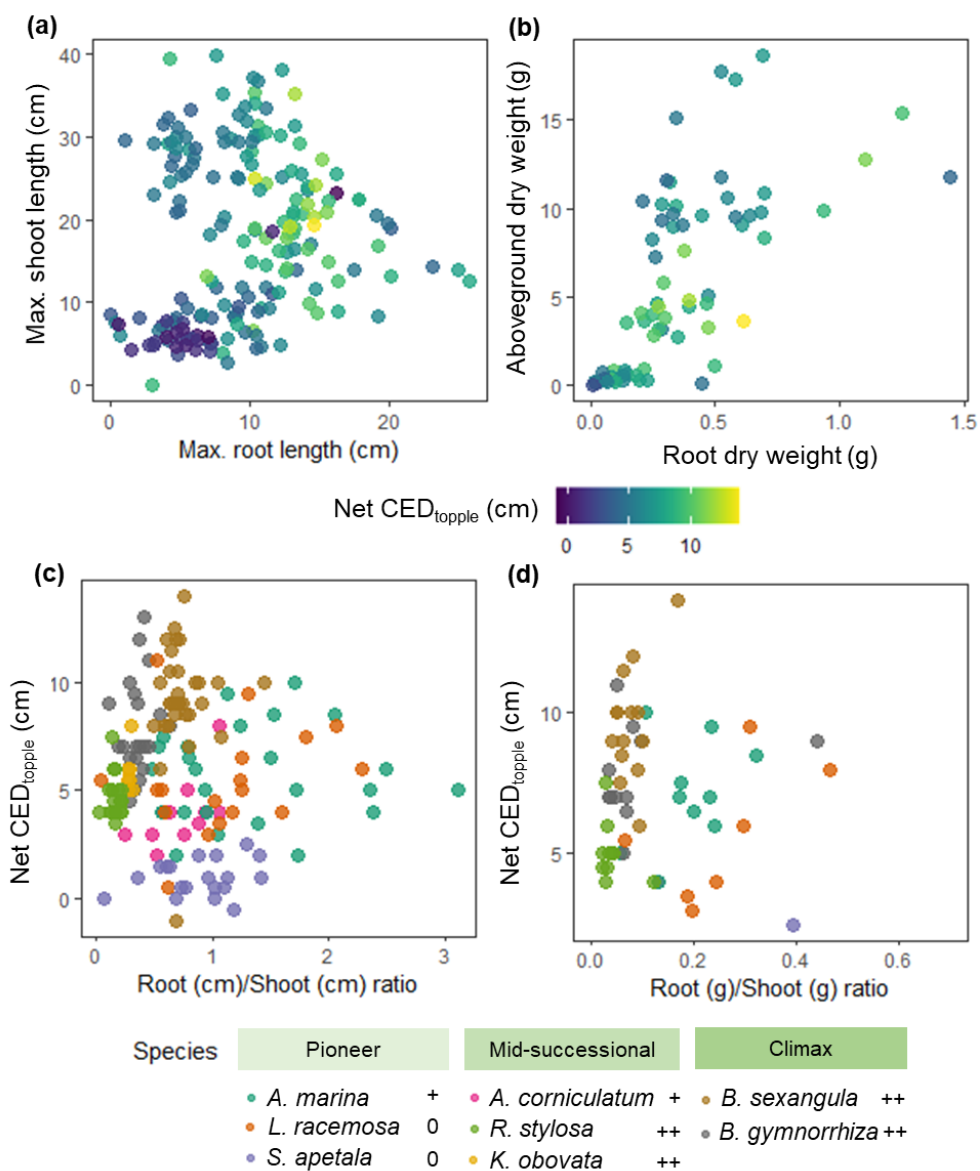 (a)
(b)
40
30
20
10
0
Max. shoot length (cm)
0
10
20
Max. root length (cm)
15
10
5
0
Aboveground dry weight (g)
0.0
0.5
1.0
1.5
Root dry weight (g)
Net CEDtopple (cm)
0
5
10
(c)
(d)
10
5
0
Net CEDtopple (cm)
0
1
2
3
Root (cm)/Shoot (cm) ratio
10
5
Net CEDtopple (cm)
0.0
0.2
0.4
0.6
Root (g)/Shoot (g) ratio
Species
Pioneer
Mid-successional
Climax
A. marina +
A. corniculatum +
B. sexangula ++
L. racemosa 0
R. stylosa ++
B. gymnorrhiza ++
S. apetala 0
K. obovata ++